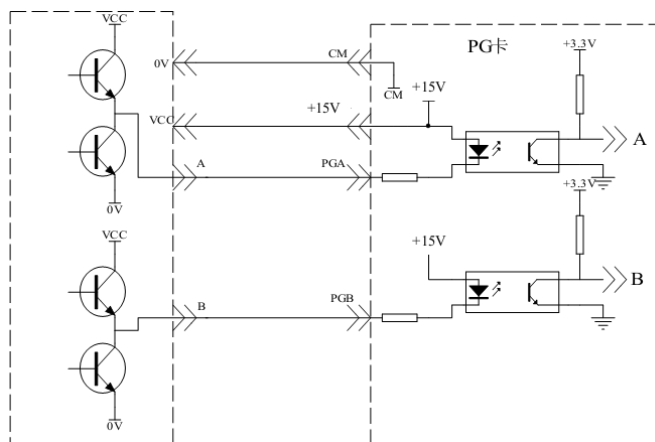 VCC
0V
CM
PG卡
+3.3V
CM
+15V
VCC
+15V
A
A
PGA
0V
+3.3V
VCC
+15V
B
B
PGB
0V